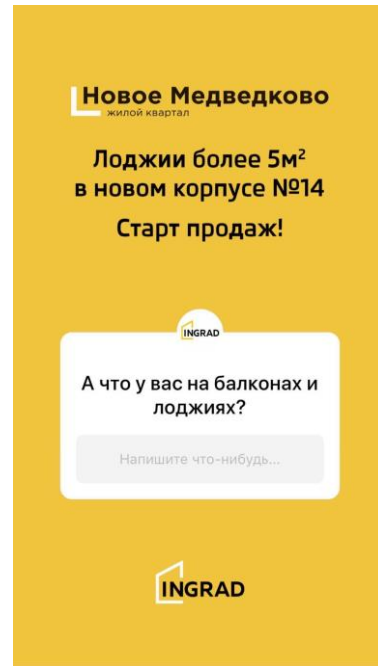 Новое Медведково
жилой квартал
Лоджии более 5м²
в новом корпусе №14
Старт продаж!
INGRAD
А что у вас на балконах и
лоджиях?
Напишите что-нибудь...
INGRAD